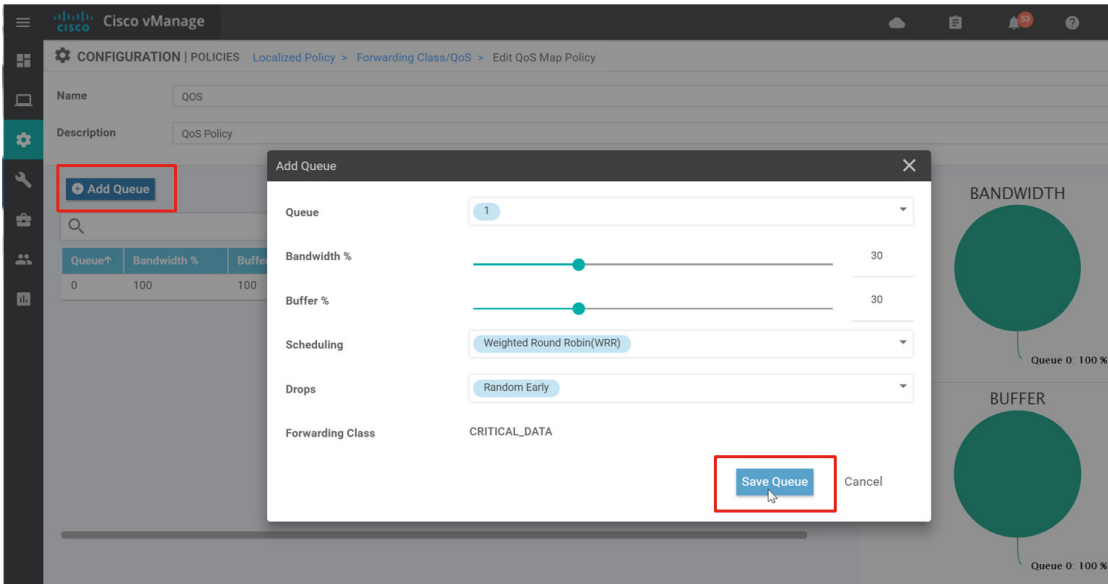 CISCO Cisco vManage 53
CONFIGURATION | POLICIES Localized Policy > Forwarding Class/QoS > Edit QoS Map Policy
Name QOS
Description QoS Policy
Add Queue
Queue Bandwidth %
0 100 100
Add Queue
Queue 1
Bandwidth % 30
Buffer % 30
Scheduling Weighted Round Robin(WRR)
Drops Random Early
Forwarding Class CRITICAL_DATA
Save Queue Cancel
BANDWIDTH
Queue 0: 100 %
BUFFER
Queue 0: 100 %